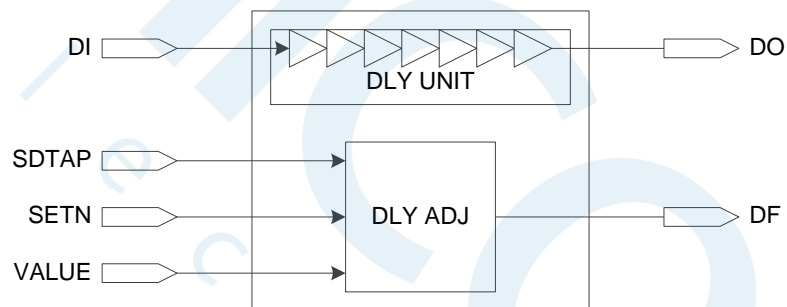 DI
DO
DLY UNIT
SDTAP
SETN
DLY ADJ
DF
VALUE